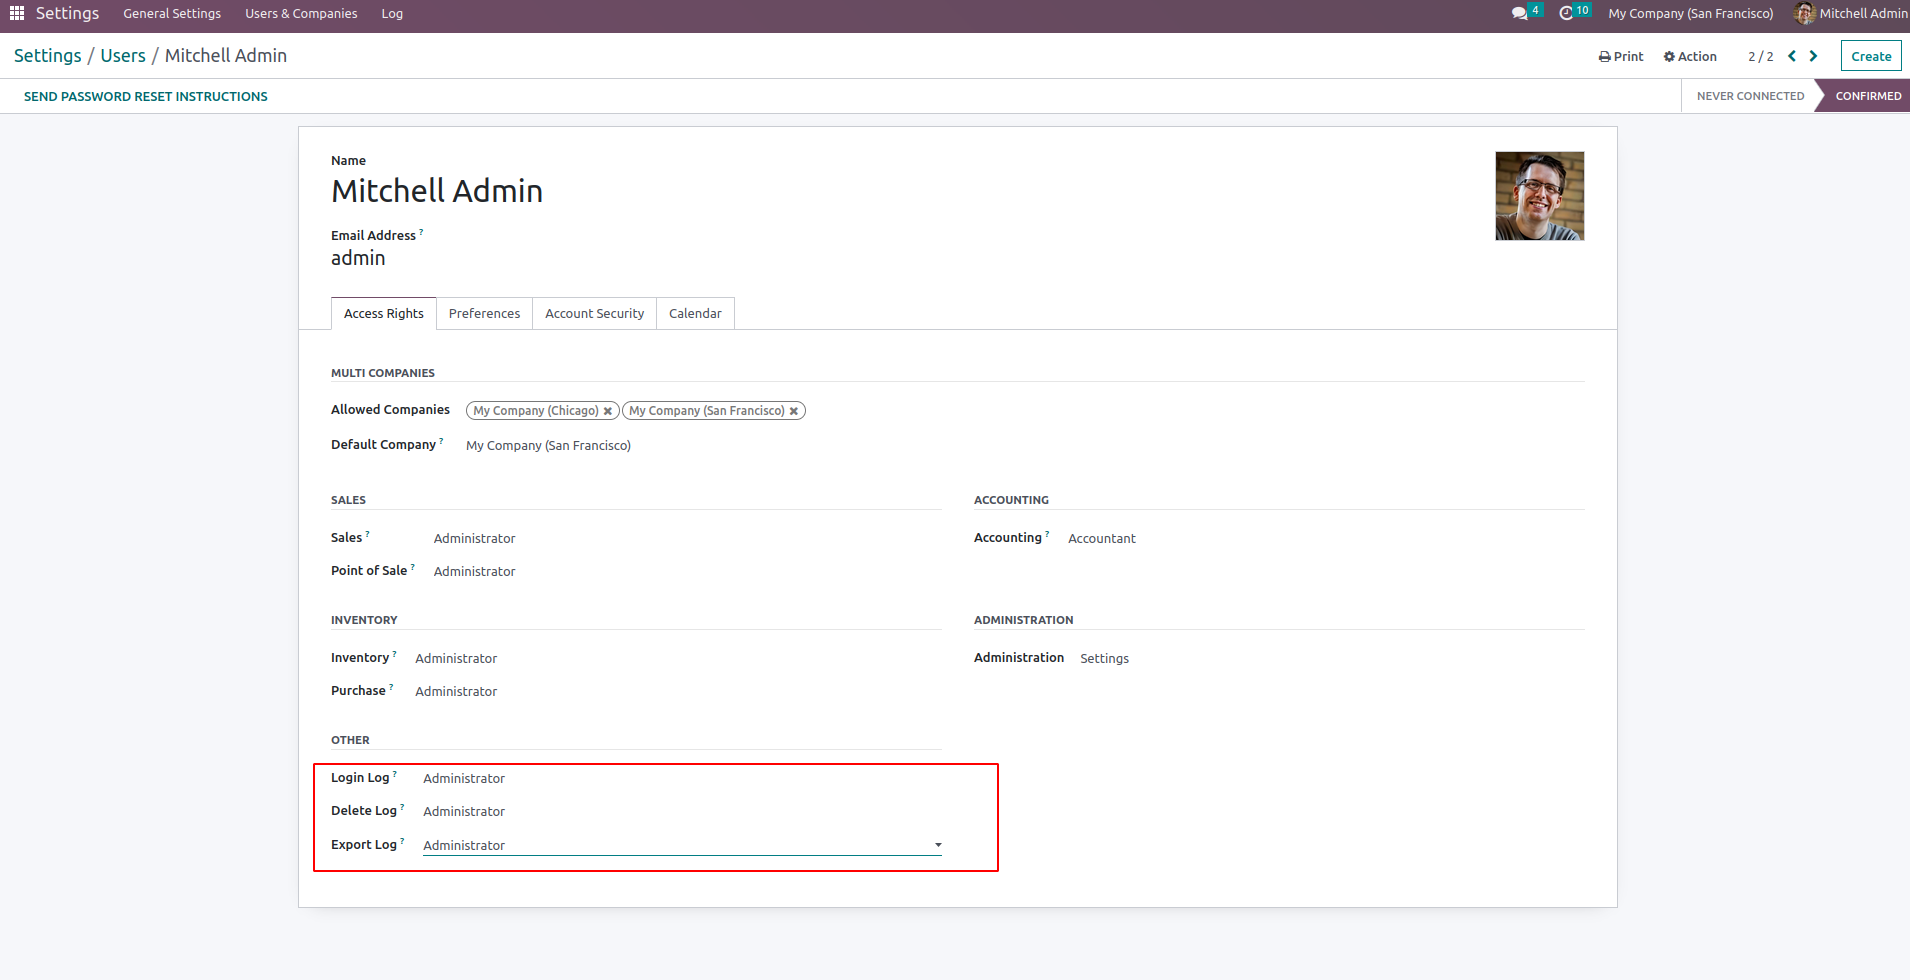 Settings General Settings Users & Companies Log 4 10 My Company (San Francisco) Mitchell Admin
Settings / Users / Mitchell Admin Print Action 2 / 2 Create
SEND PASSWORD RESET INSTRUCTIONS NEVER CONNECTED CONFIRMED
Name
Mitchell Admin
Email Address ?
admin
Access Rights Preferences Account Security Calendar
MULTI COMPANIES
Allowed Companies My Company (Chicago) ✖ My Company (San Francisco) ✖
Default Company ? My Company (San Francisco)
SALES ACCOUNTING
Sales ? Administrator Accounting ? Accountant
Point of Sale ? Administrator
INVENTORY ADMINISTRATION
Inventory ? Administrator Administration Settings
Purchase ? Administrator
OTHER
Login Log ? Administrator
Delete Log ? Administrator
Export Log ? Administrator